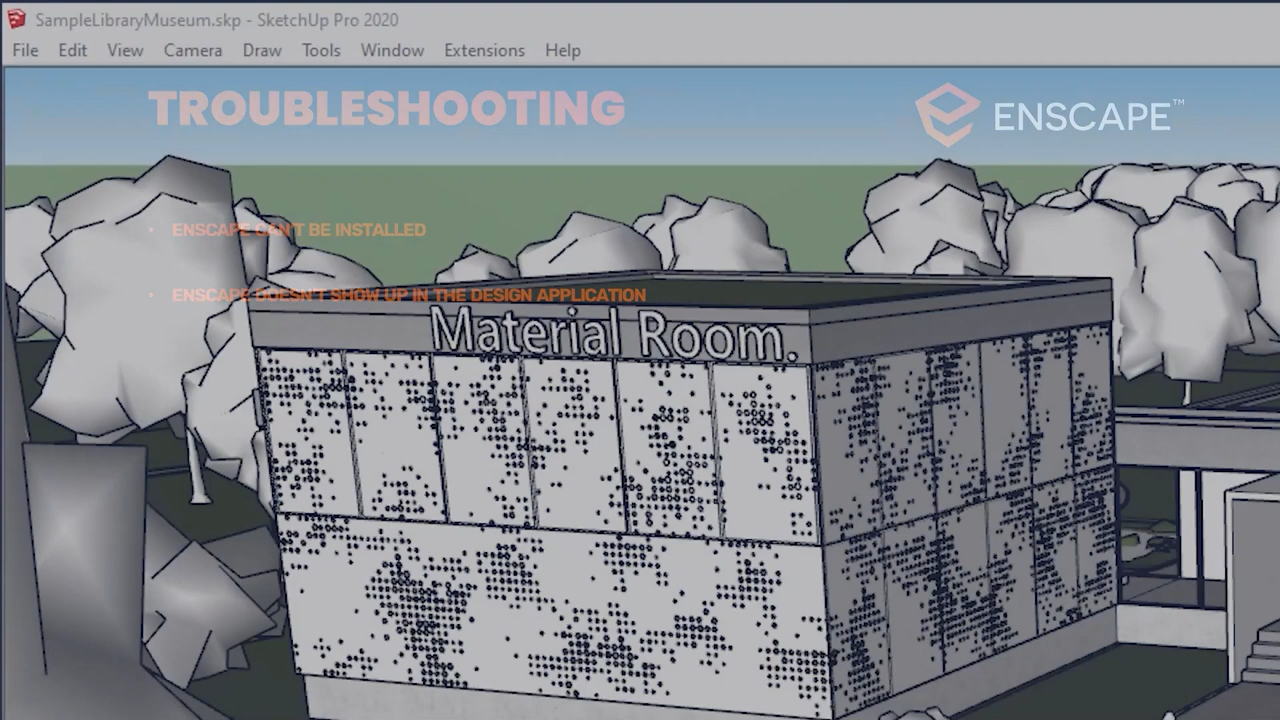 SampleLibraryMuseum.skp - SketchUp Pro 2020
File Edit View Camera Draw Tools Window Extensions Help
TROUBLESHOOTING
ENSCAPE™
• ENSCAPE CAN'T BE INSTALLED
• ENSCAPE DOESN'T SHOW UP IN THE DESIGN APPLICATION
Material Room.